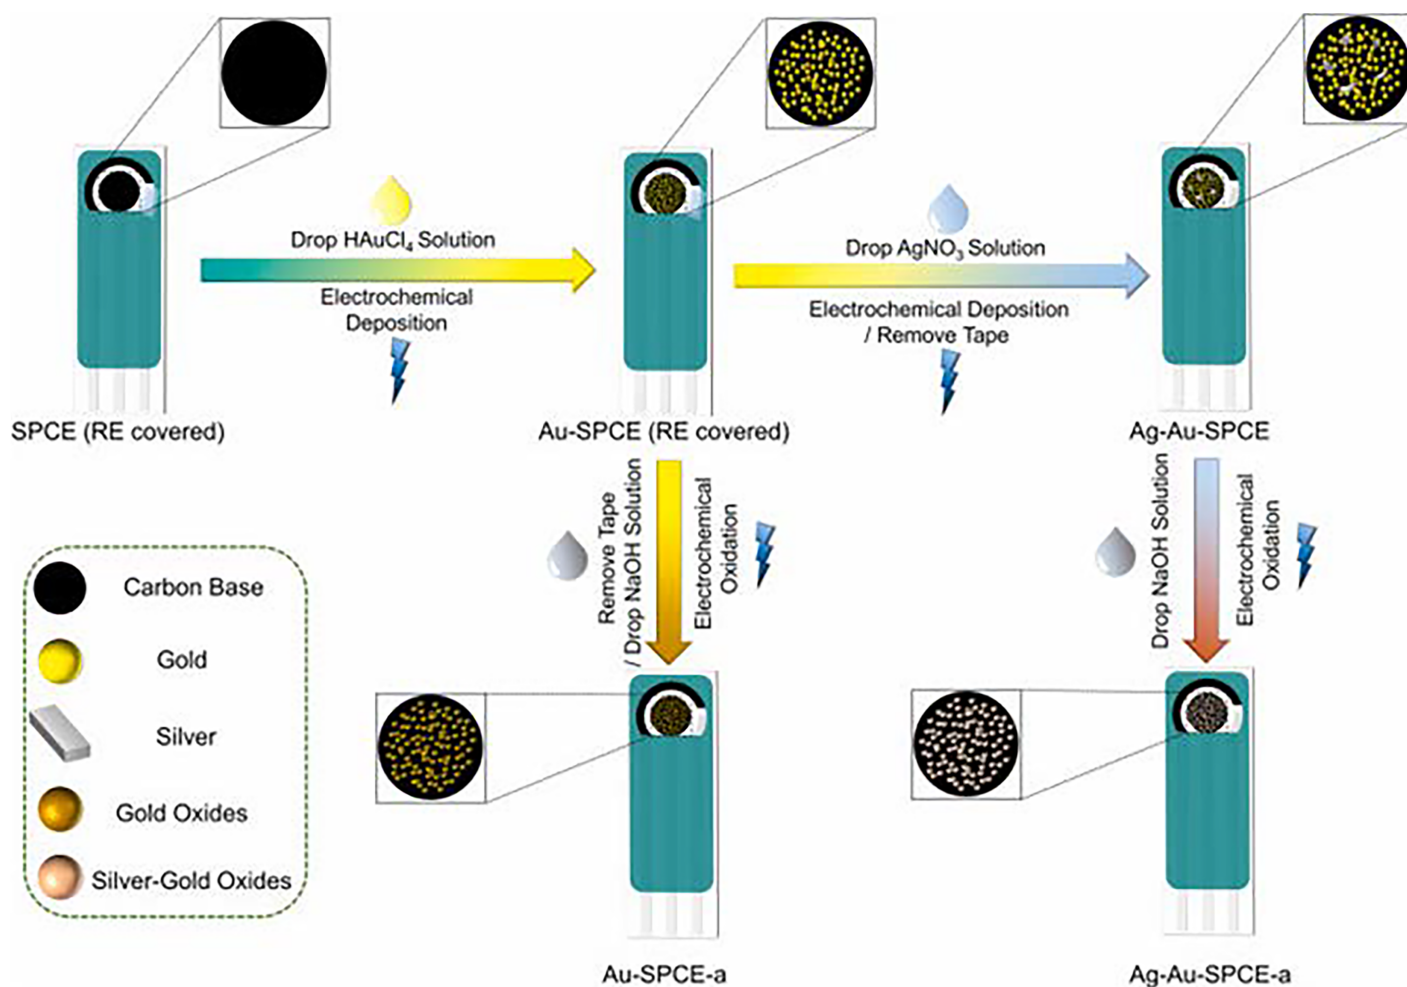 Drop HAuCl₄ Solution
Electrochemical
Deposition
Drop AgNO₃ Solution
Electrochemical Deposition
/ Remove Tape
SPCE (RE covered)
Au-SPCE (RE covered)
Ag-Au-SPCE
Remove Tape
/ Drop NaOH Solution
Electrochemical
Oxidation
Drop NaOH Solution
Electrochemical
Oxidation
Carbon Base
Gold
Silver
Gold Oxides
Silver-Gold Oxides
Au-SPCE-a
Ag-Au-SPCE-a